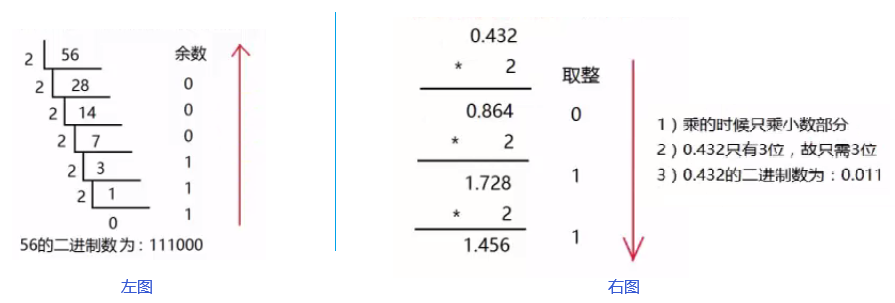 2 56 余数
2 28 0
2 14 0
2 7 0
2 3 1
2 1 1
0 1
56的二进制数为：111000
左图
0.432
* 2 取整
0.864 0
* 2
1.728 1
* 2
1.456 1
1）乘的时候只乘小数部分
2）0.432只有3位，故只需3位
3）0.432的二进制数为：0.011
右图